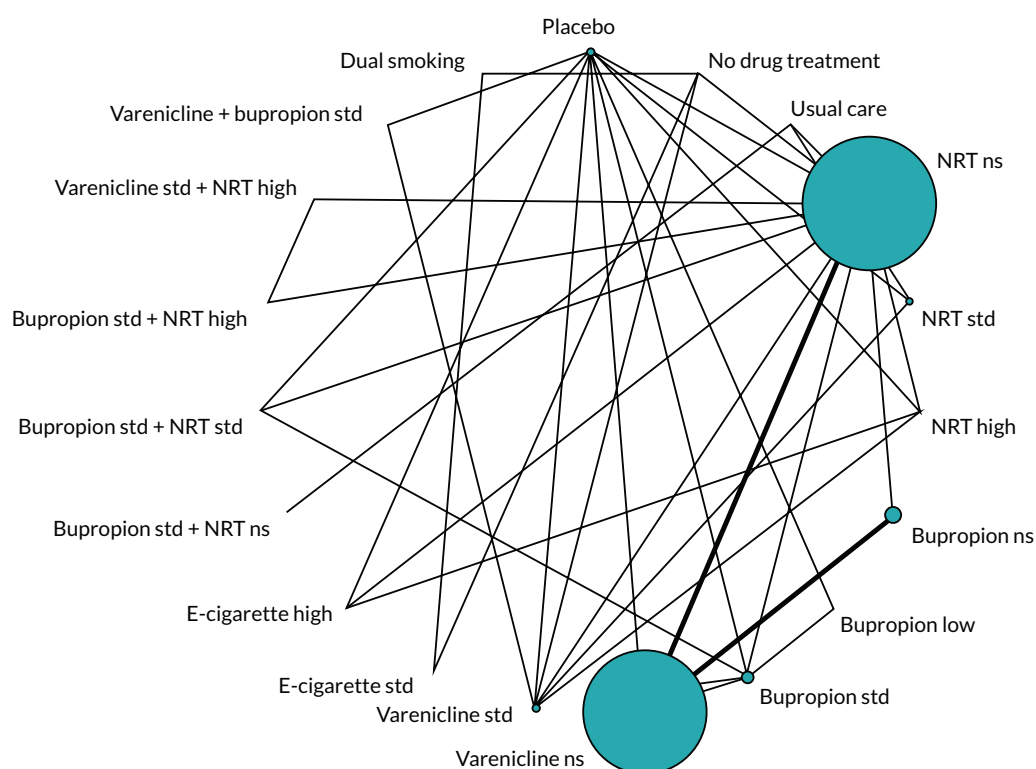 Placebo
Dual smoking
No drug treatment
Varenicline + bupropion std
Usual care
NRT ns
Varenicline std + NRT high
Bupropion std + NRT high
NRT std
Bupropion std + NRT std
NRT high
Bupropion std + NRT ns
Bupropion ns
E-cigarette high
Bupropion low
E-cigarette std
Bupropion std
Varenicline std
Varenicline ns